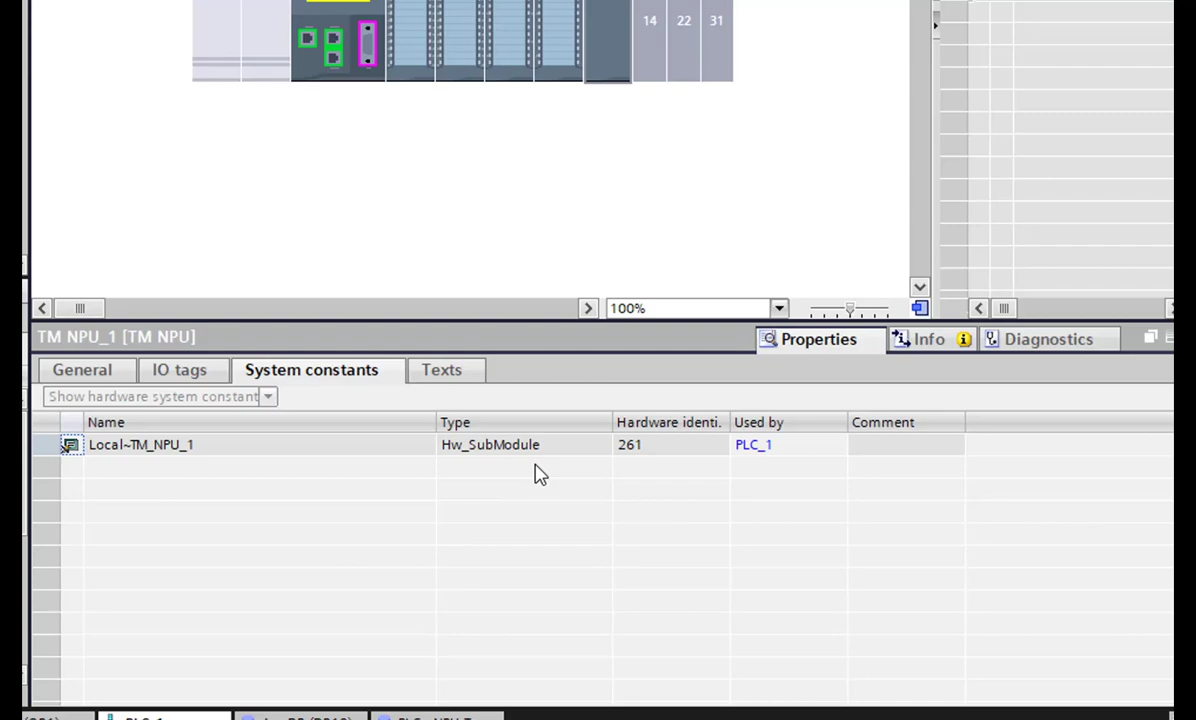 14 22 31
100%
TM NPU_1 [TM NPU]
Properties Info Diagnostics
General IO tags System constants Texts
Show hardware system constant
Name Type Hardware identi. Used by Comment
Local~TM_NPU_1 Hw_SubModule 261 PLC_1
PLC_1